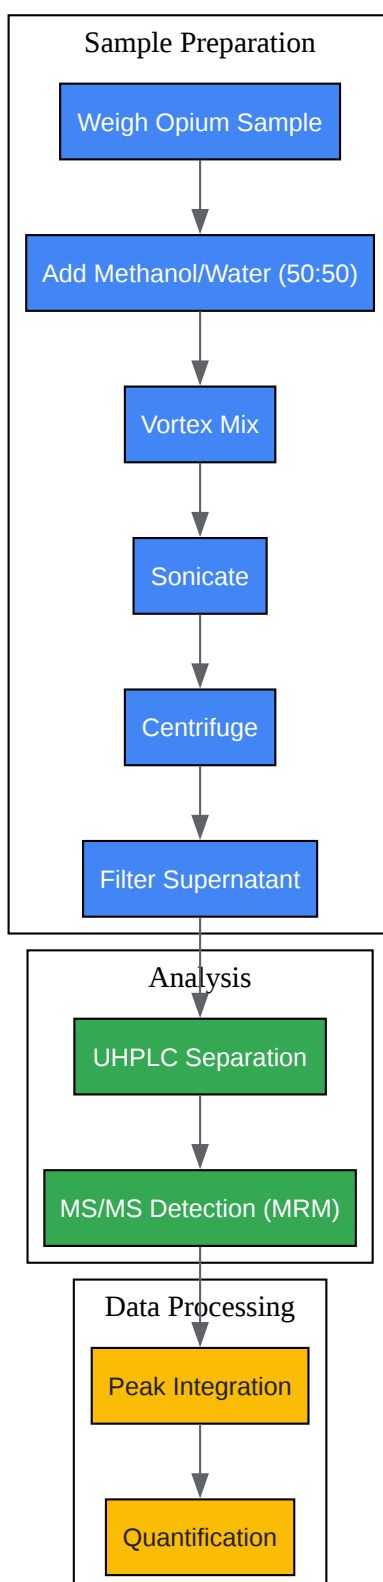 Sample Preparation
Weigh Opium Sample
Add Methanol/Water (50:50)
Vortex Mix
Sonicate
Centrifuge
Filter Supernatant
Analysis
UHPLC Separation
MS/MS Detection (MRM)
Data Processing
Peak Integration
Quantification